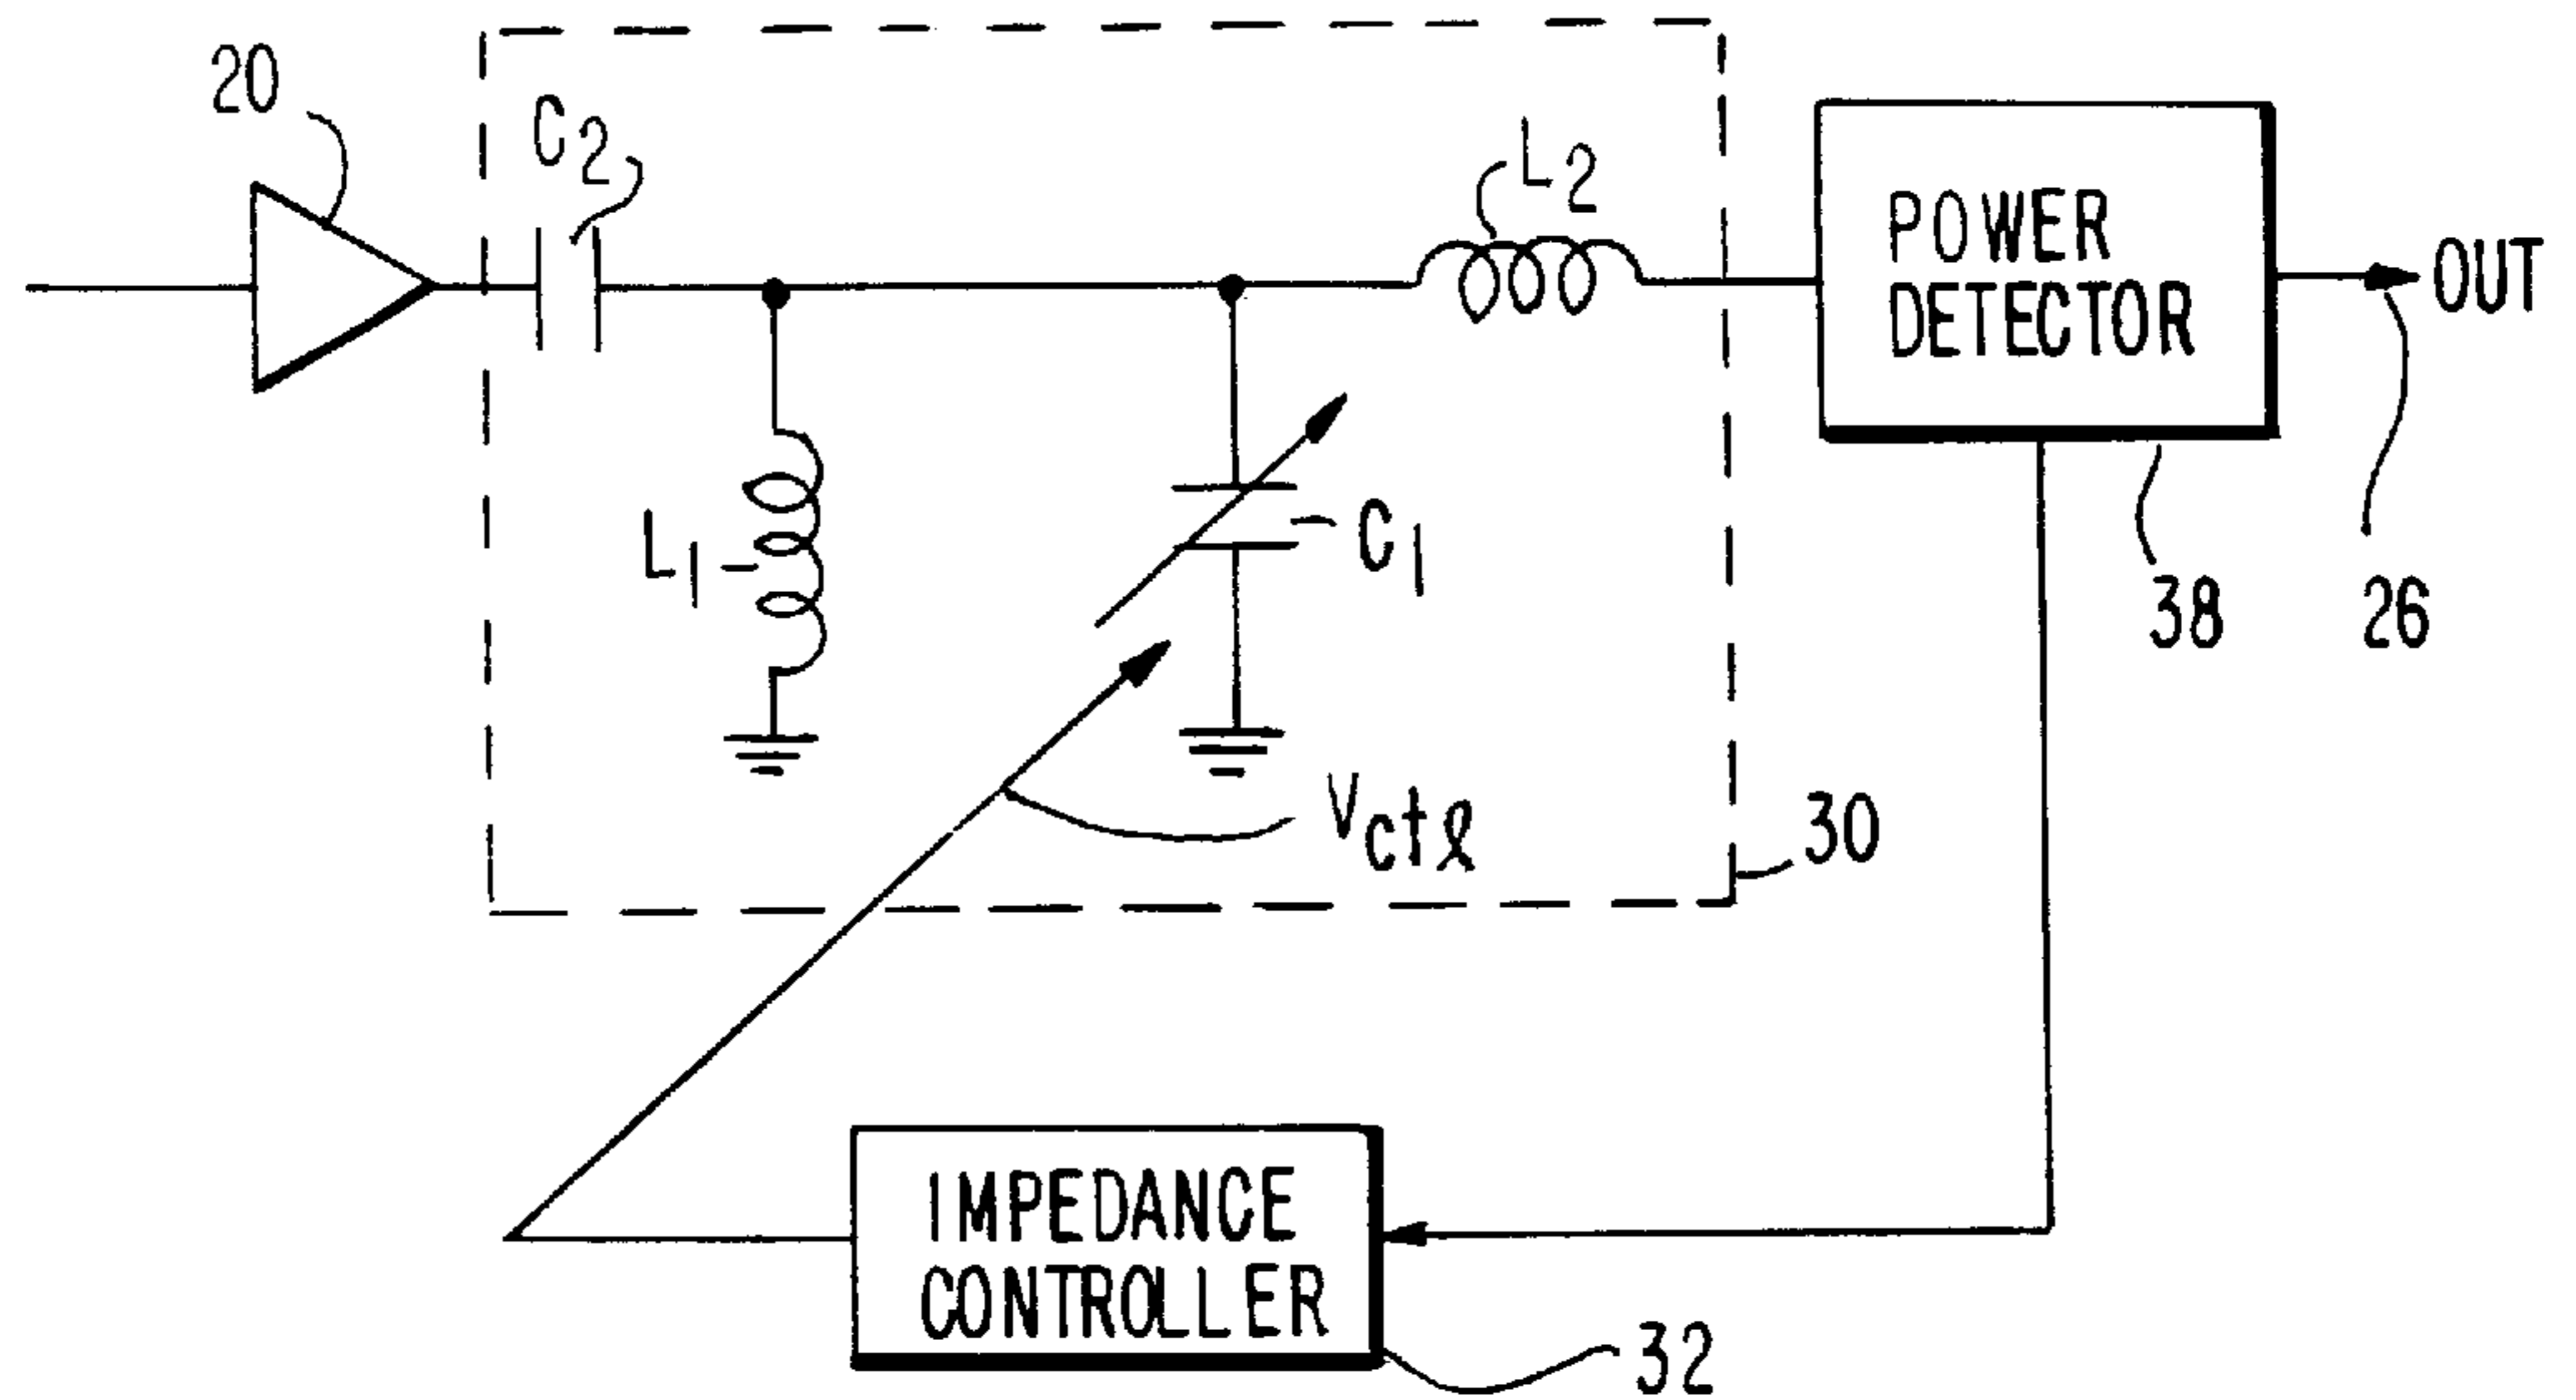 20
C2
L2
POWER
DETECTOR
OUT
L1
C1
38
26
Vctℓ
30
IMPEDANCE
CONTROLLER
32